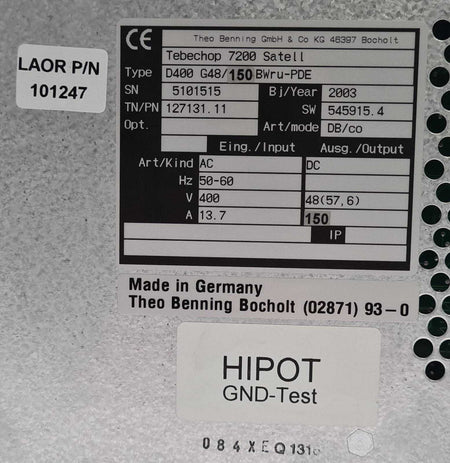 LAOR P/N
101247
CE Theo Benning GmbH & Co KG 46397 Bocholt
Tebechop 7200 Satell
Type D400 G48/150 BWru-PDE
SN 5101515 Bj/Year 2003
TN/PN 127131.11 SW 545915.4
Opt. Art/mode DB/co
Eing./Input Ausg./Output
Art/Kind AC DC
Hz 50-60
V 400 48(57,6)
A 13.7 150
IP
Made in Germany
Theo Benning Bocholt (02871) 93-0
HIPOT
GND-Test
084XEQ